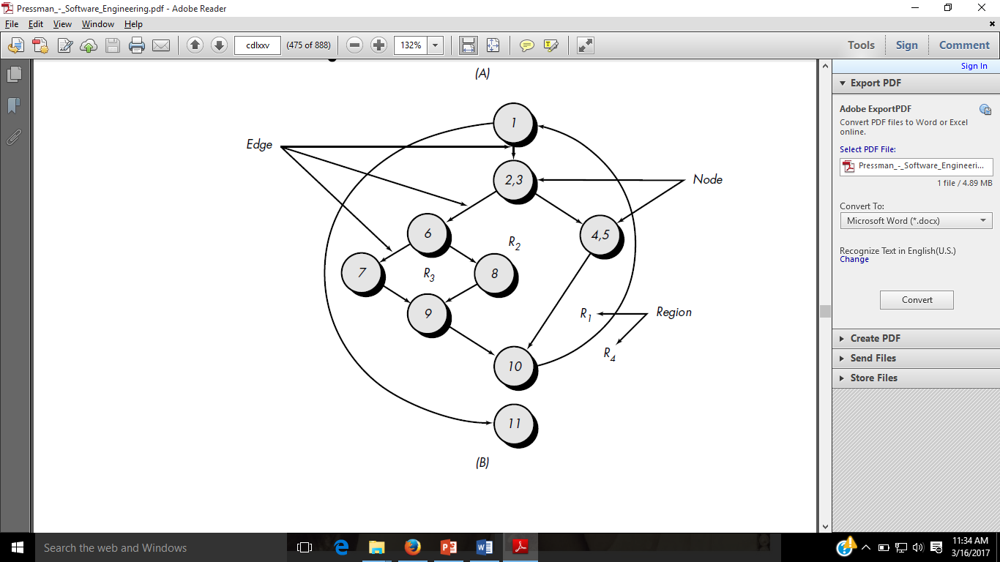 Pressman_-_Software_Engineering.pdf - Adobe Reader
File Edit View Window Help
cdlxxv (475 of 888) 132% Tools Sign Comment
Sign In
(A)
1
Edge
2,3
Node
6
4,5
R2
7
R3
8
9
R1
Region
R4
10
11
(B)
Export PDF
Adobe ExportPDF
Convert PDF files to Word or Excel
online.
Select PDF File:
Pressman_-_Software_Engineeri...
1 file / 4.89 MB
Convert To:
Microsoft Word (*.docx)
Recognize Text in English(U.S.)
Change
Convert
Create PDF
Send Files
Store Files
Search the web and Windows
11:34 AM
3/16/2017